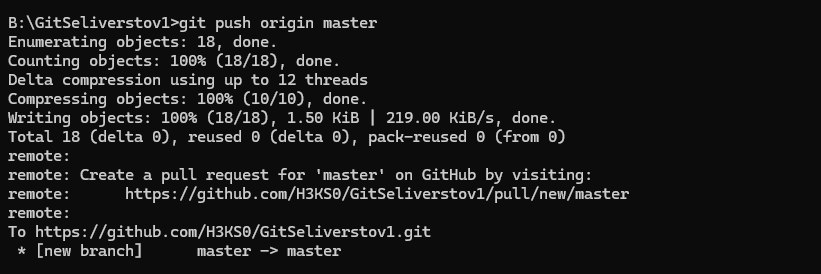 B:\GitSeliverstov1>git push origin master
Enumerating objects: 18, done.
Counting objects: 100% (18/18), done.
Delta compression using up to 12 threads
Compressing objects: 100% (10/10), done.
Writing objects: 100% (18/18), 1.50 KiB | 219.00 KiB/s, done.
Total 18 (delta 0), reused 0 (delta 0), pack-reused 0 (from 0)
remote:
remote: Create a pull request for 'master' on GitHub by visiting:
remote:      https://github.com/H3KS0/GitSeliverstov1/pull/new/master
remote:
To https://github.com/H3KS0/GitSeliverstov1.git
 * [new branch]      master -> master